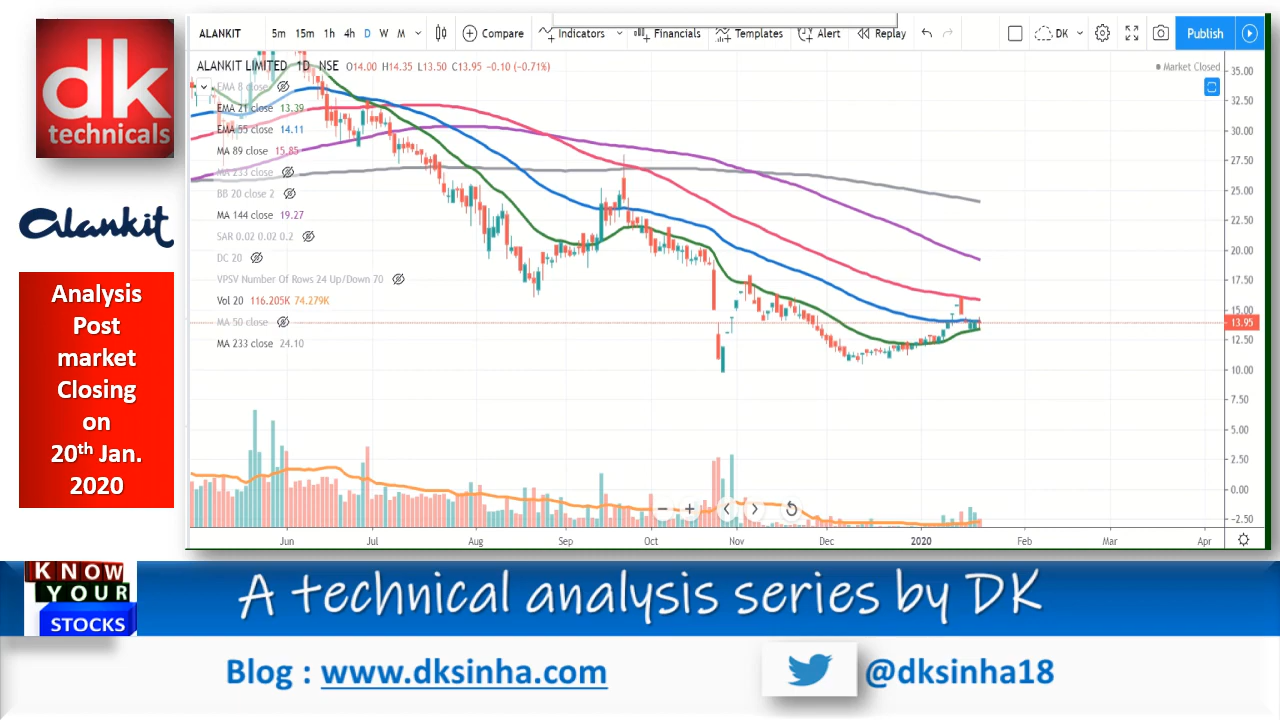 dk
technicals
Alankit
Analysis
Post
market
Closing
on
20th Jan.
2020
ALANKIT 5m 15m 1h 4h D W M Compare Indicators Financials Templates Alert Replay DK Publish
ALANKIT LIMITED 1D NSE O14.00 H14.35 L13.50 C13.95 -0.10 (-0.71%)
Market Closed
EMA 8 close
EMA 21 close 13.39
EMA 55 close 14.11
MA 89 close 15.85
MA 233 close
BB 20 close 2
MA 144 close 19.27
SAR 0.02 0.02 0.2
DC 20
VPSV Number Of Rows 24 Up/Down 70
Vol 20 116.205K 74.279K
MA 50 close
MA 233 close 24.10
35.00
32.50
30.00
27.50
25.00
22.50
20.00
17.50
15.00
13.95
12.50
10.00
7.50
5.00
2.50
0.00
-2.50
Jun Jul Aug Sep Oct Nov Dec 2020 Feb Mar Apr
KNOW
YOUR
STOCKS
A technical analysis series by DK
Blog : www.dksinha.com
@dksinha18